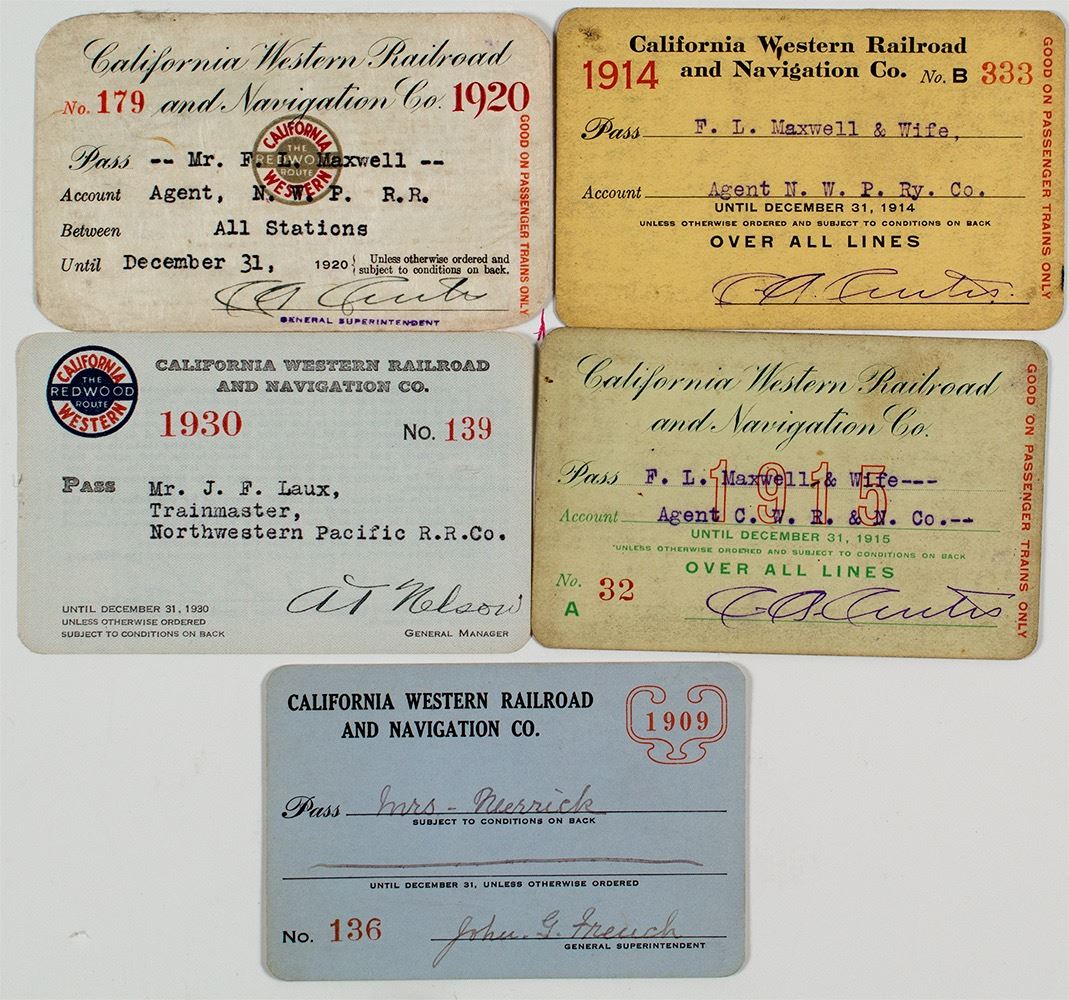 California Western Railroad
No. 179 and Navigation Co. 1920
CALIFORNIA
THE
REDWOOD
ROUTE
WESTERN
Pass -- Mr. F. L. Maxwell --
Account Agent, N. W. P. R.R.
Between All Stations
Until December 31, 1920 { Unless otherwise ordered and
subject to conditions on back.
C A Curtis
GENERAL SUPERINTENDENT
GOOD ON PASSENGER TRAINS ONLY
California Western Railroad
1914 and Navigation Co. No. B 333
Pass F. L. Maxwell & Wife,
Account Agent N. W. P. Ry. Co.
UNTIL DECEMBER 31, 1914
UNLESS OTHERWISE ORDERED AND SUBJECT TO CONDITIONS ON BACK
OVER ALL LINES
C. A. Curtis.
GOOD ON PASSENGER TRAINS ONLY
CALIFORNIA
THE
REDWOOD
ROUTE
WESTERN
CALIFORNIA WESTERN RAILROAD
AND NAVIGATION CO.
1930 No. 139
PASS Mr. J. F. Laux,
Trainmaster,
Northwestern Pacific R.R.Co.
UNTIL DECEMBER 31, 1930
UNLESS OTHERWISE ORDERED
SUBJECT TO CONDITIONS ON BACK
A T Nelson
GENERAL MANAGER
California Western Railroad
and Navigation Co.
1915
Pass F. L. Maxwell & Wife---
Account Agent C. W. R. & N. Co.--
UNTIL DECEMBER 31, 1915
UNLESS OTHERWISE ORDERED AND SUBJECT TO CONDITIONS ON BACK
OVER ALL LINES
No. 32
A
C. A. Curtis
GOOD ON PASSENGER TRAINS ONLY
CALIFORNIA WESTERN RAILROAD
AND NAVIGATION CO.
1909
Pass Mrs - Merrick
SUBJECT TO CONDITIONS ON BACK
UNTIL DECEMBER 31, UNLESS OTHERWISE ORDERED
No. 136 John. G. French
GENERAL SUPERINTENDENT